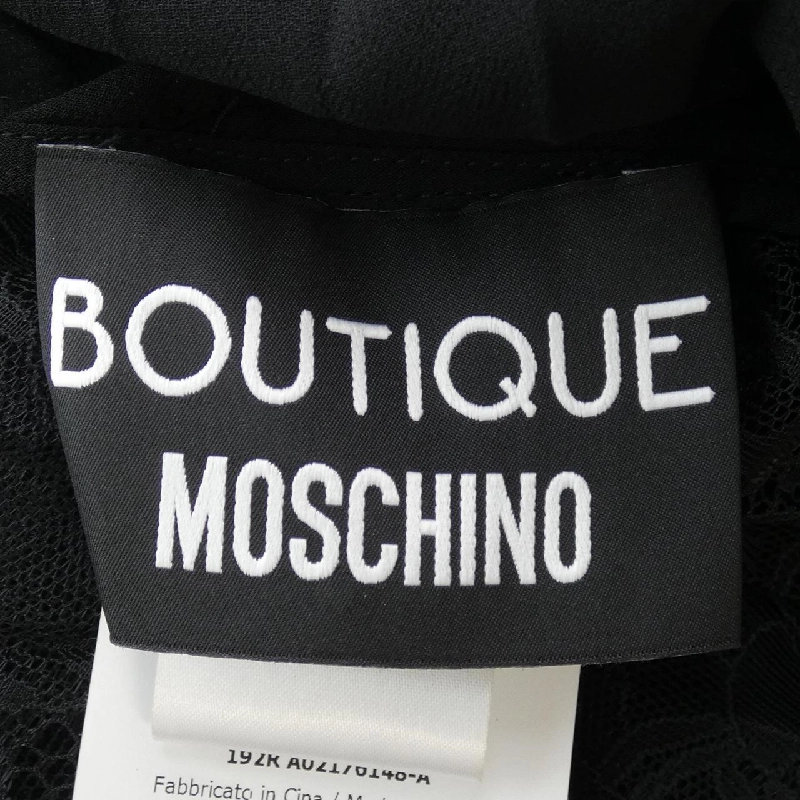 BOUTIQUE
MOSCHINO
192R A02176148-A
Fabbricato in Cina /